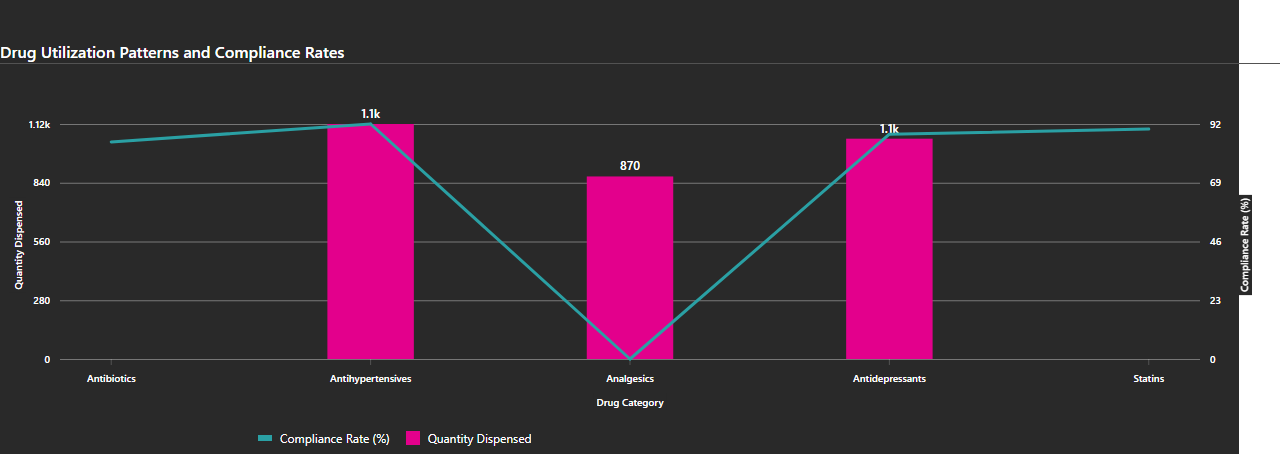 Drug Utilization Patterns and Compliance Rates
1.1k
1.12k
1.1k
92
870
840
69
Quantity Dispensed
Compliance Rate (%)
560
46
280
23
0
0
Antibiotics
Antihypertensives
Analgesics
Antidepressants
Statins
Drug Category
Compliance Rate (%)
Quantity Dispensed